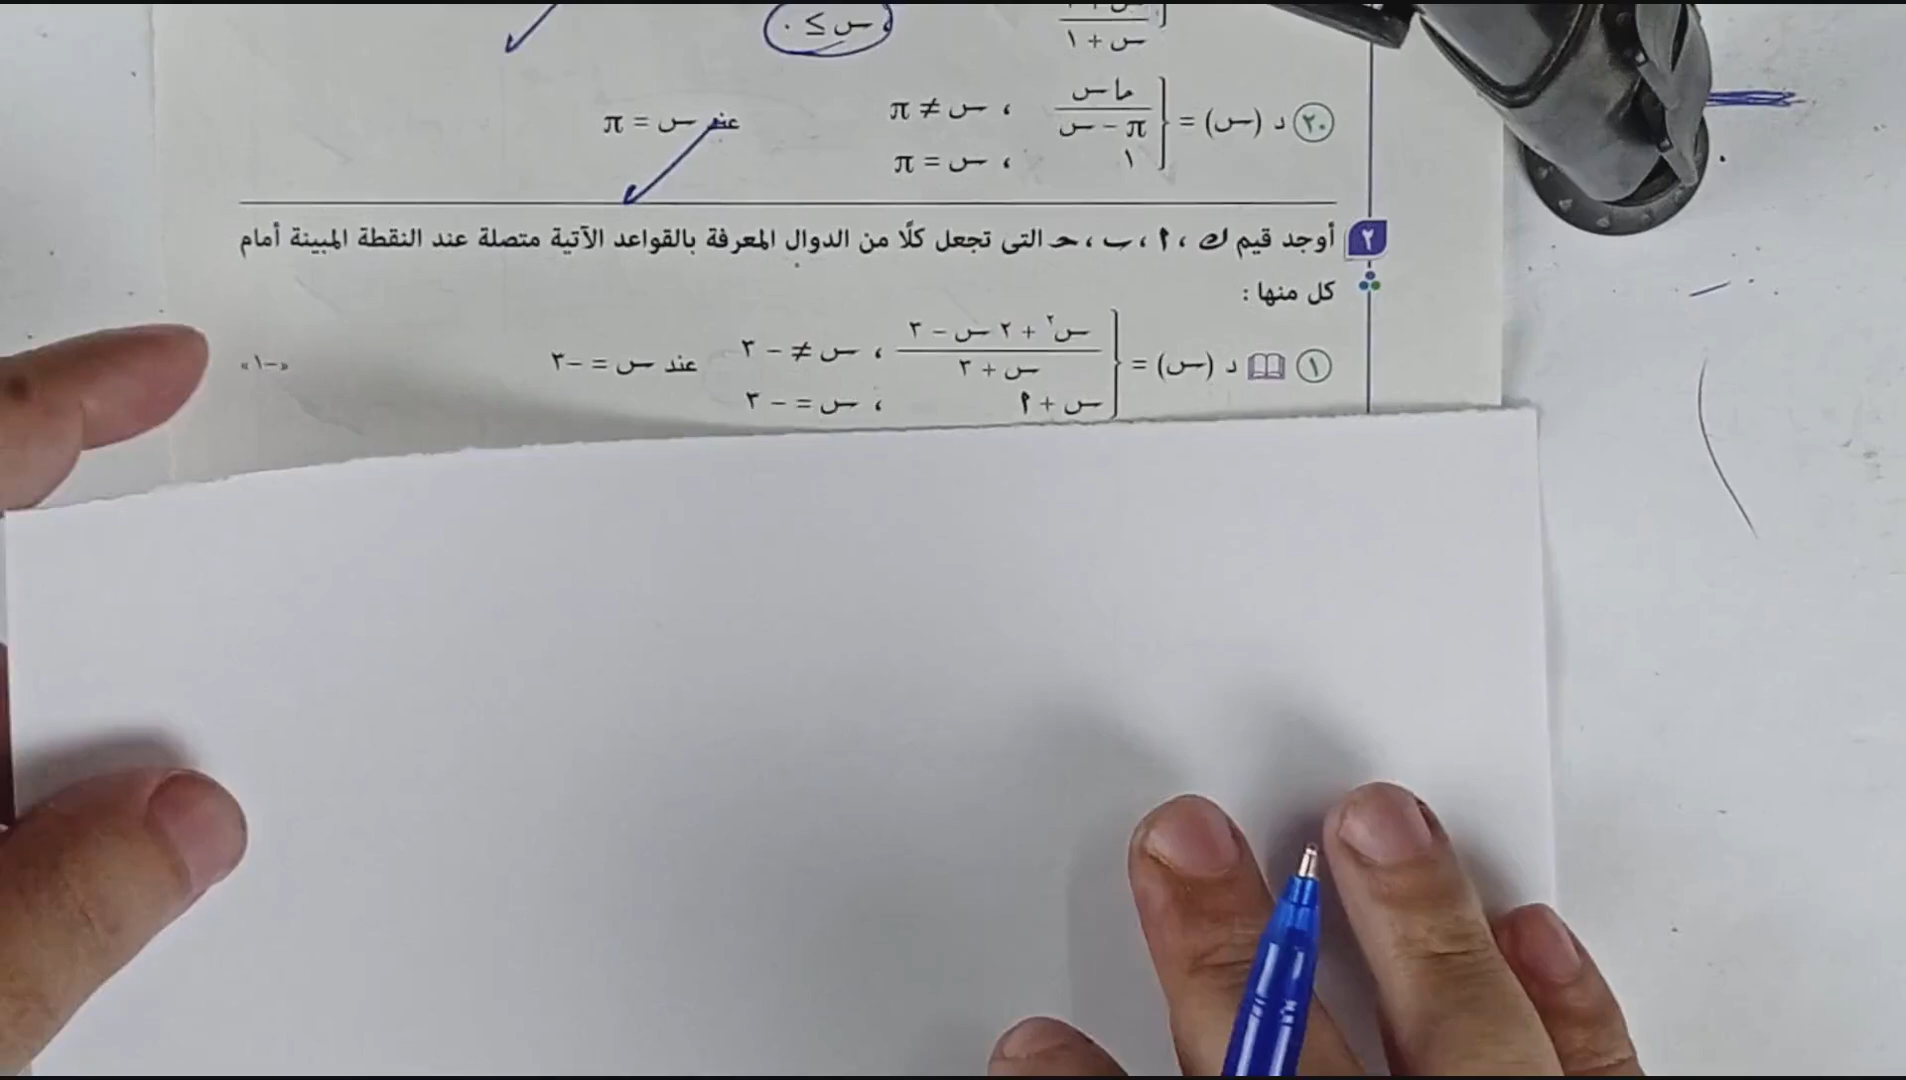 ، س ≥ ٠
س + ١
٢٠ د (س) = { ما س / π − س ، س ≠ π عند س = π
١ ، س = π
٢ أوجد قيم ك ، ا ، ب ، حـ التى تجعل كلًا من الدوال المعرفة بالقواعد الآتية متصلة عند النقطة المبينة أمام
كل منها :
١ د (س) = { س٢ + ٢ س − ٣ / س + ٣ ، س ≠ − ٣ عند س = −٣ «−١»
س + ا ، س = − ٣